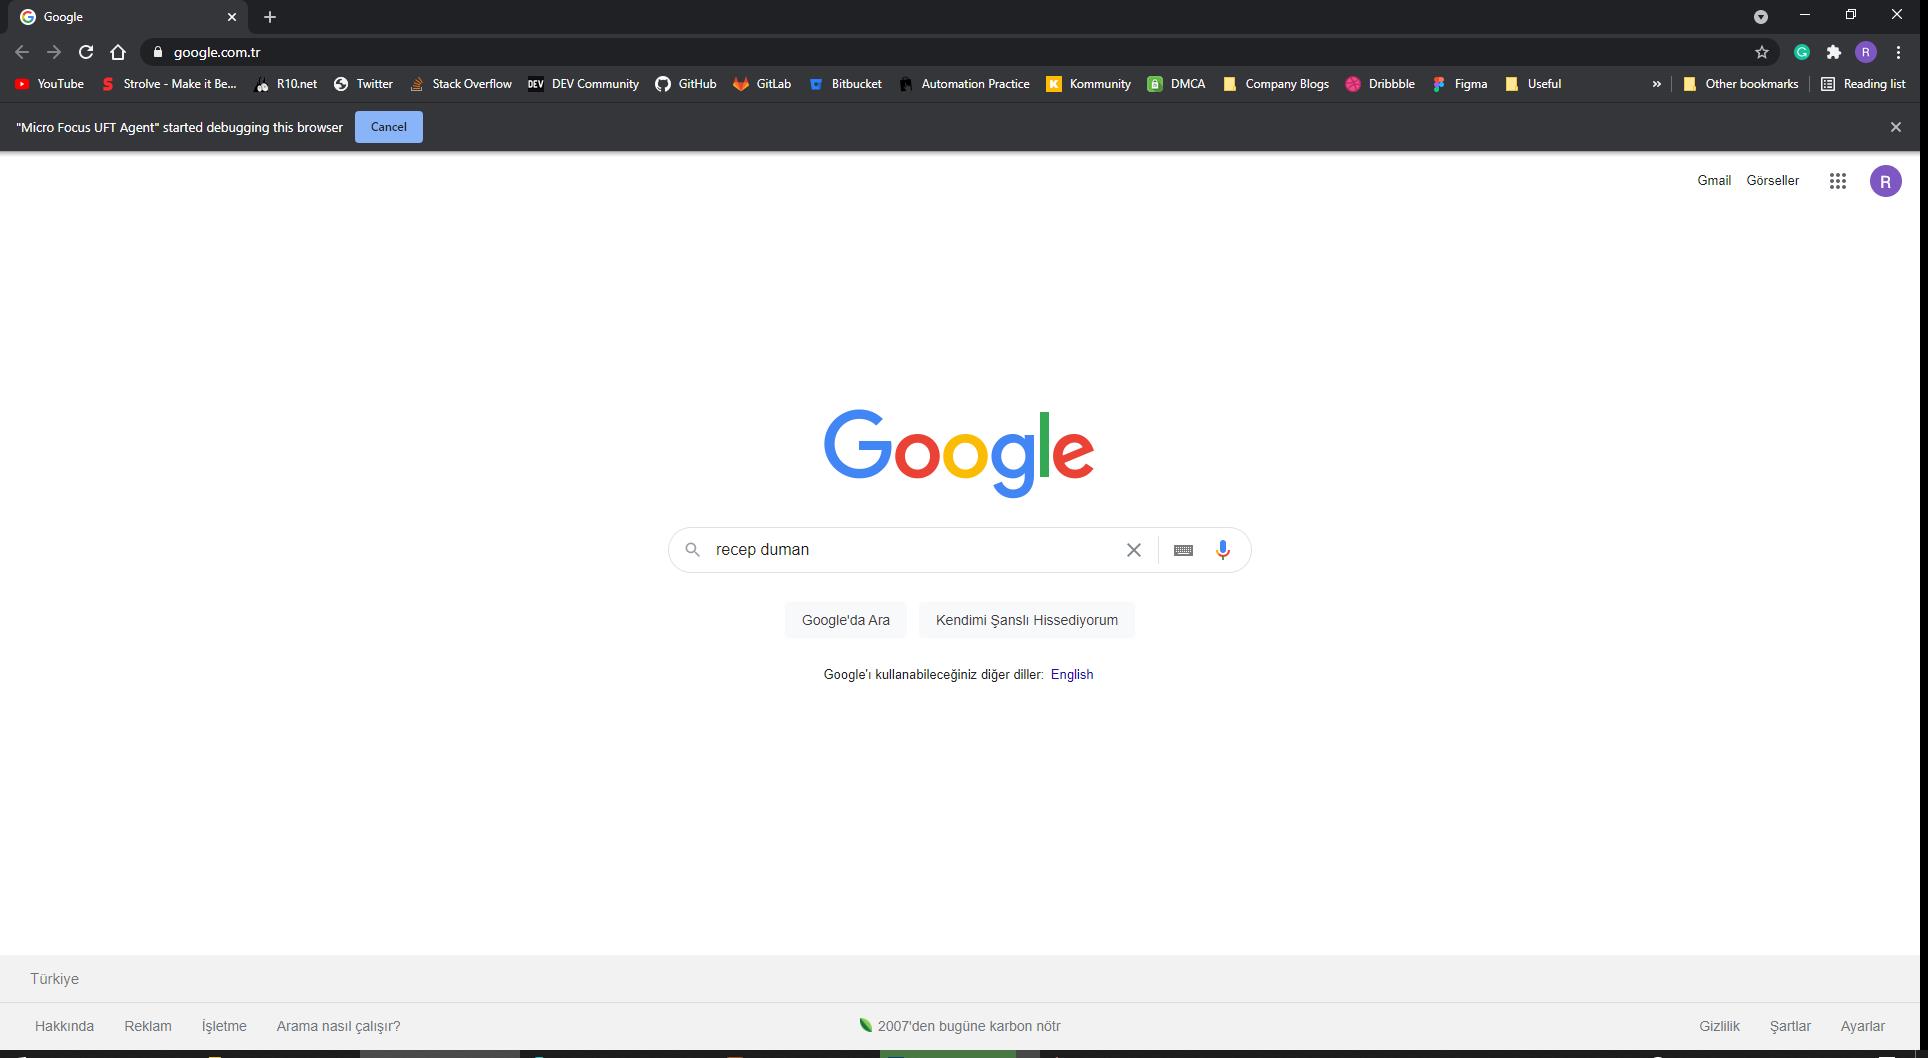 Google
google.com.tr
YouTube Strolve - Make it Be... R10.net Twitter Stack Overflow DEV DEV Community GitHub GitLab Bitbucket Automation Practice Kommunity DMCA Company Blogs Dribbble Figma Useful » Other bookmarks Reading list
"Micro Focus UFT Agent" started debugging this browser Cancel
Gmail Görseller R
Google
recep duman
Google'da Ara Kendimi Şanslı Hissediyorum
Google'ı kullanabileceğiniz diğer diller: English
Türkiye
Hakkında Reklam İşletme Arama nasıl çalışır? 2007'den bugüne karbon nötr Gizlilik Şartlar Ayarlar